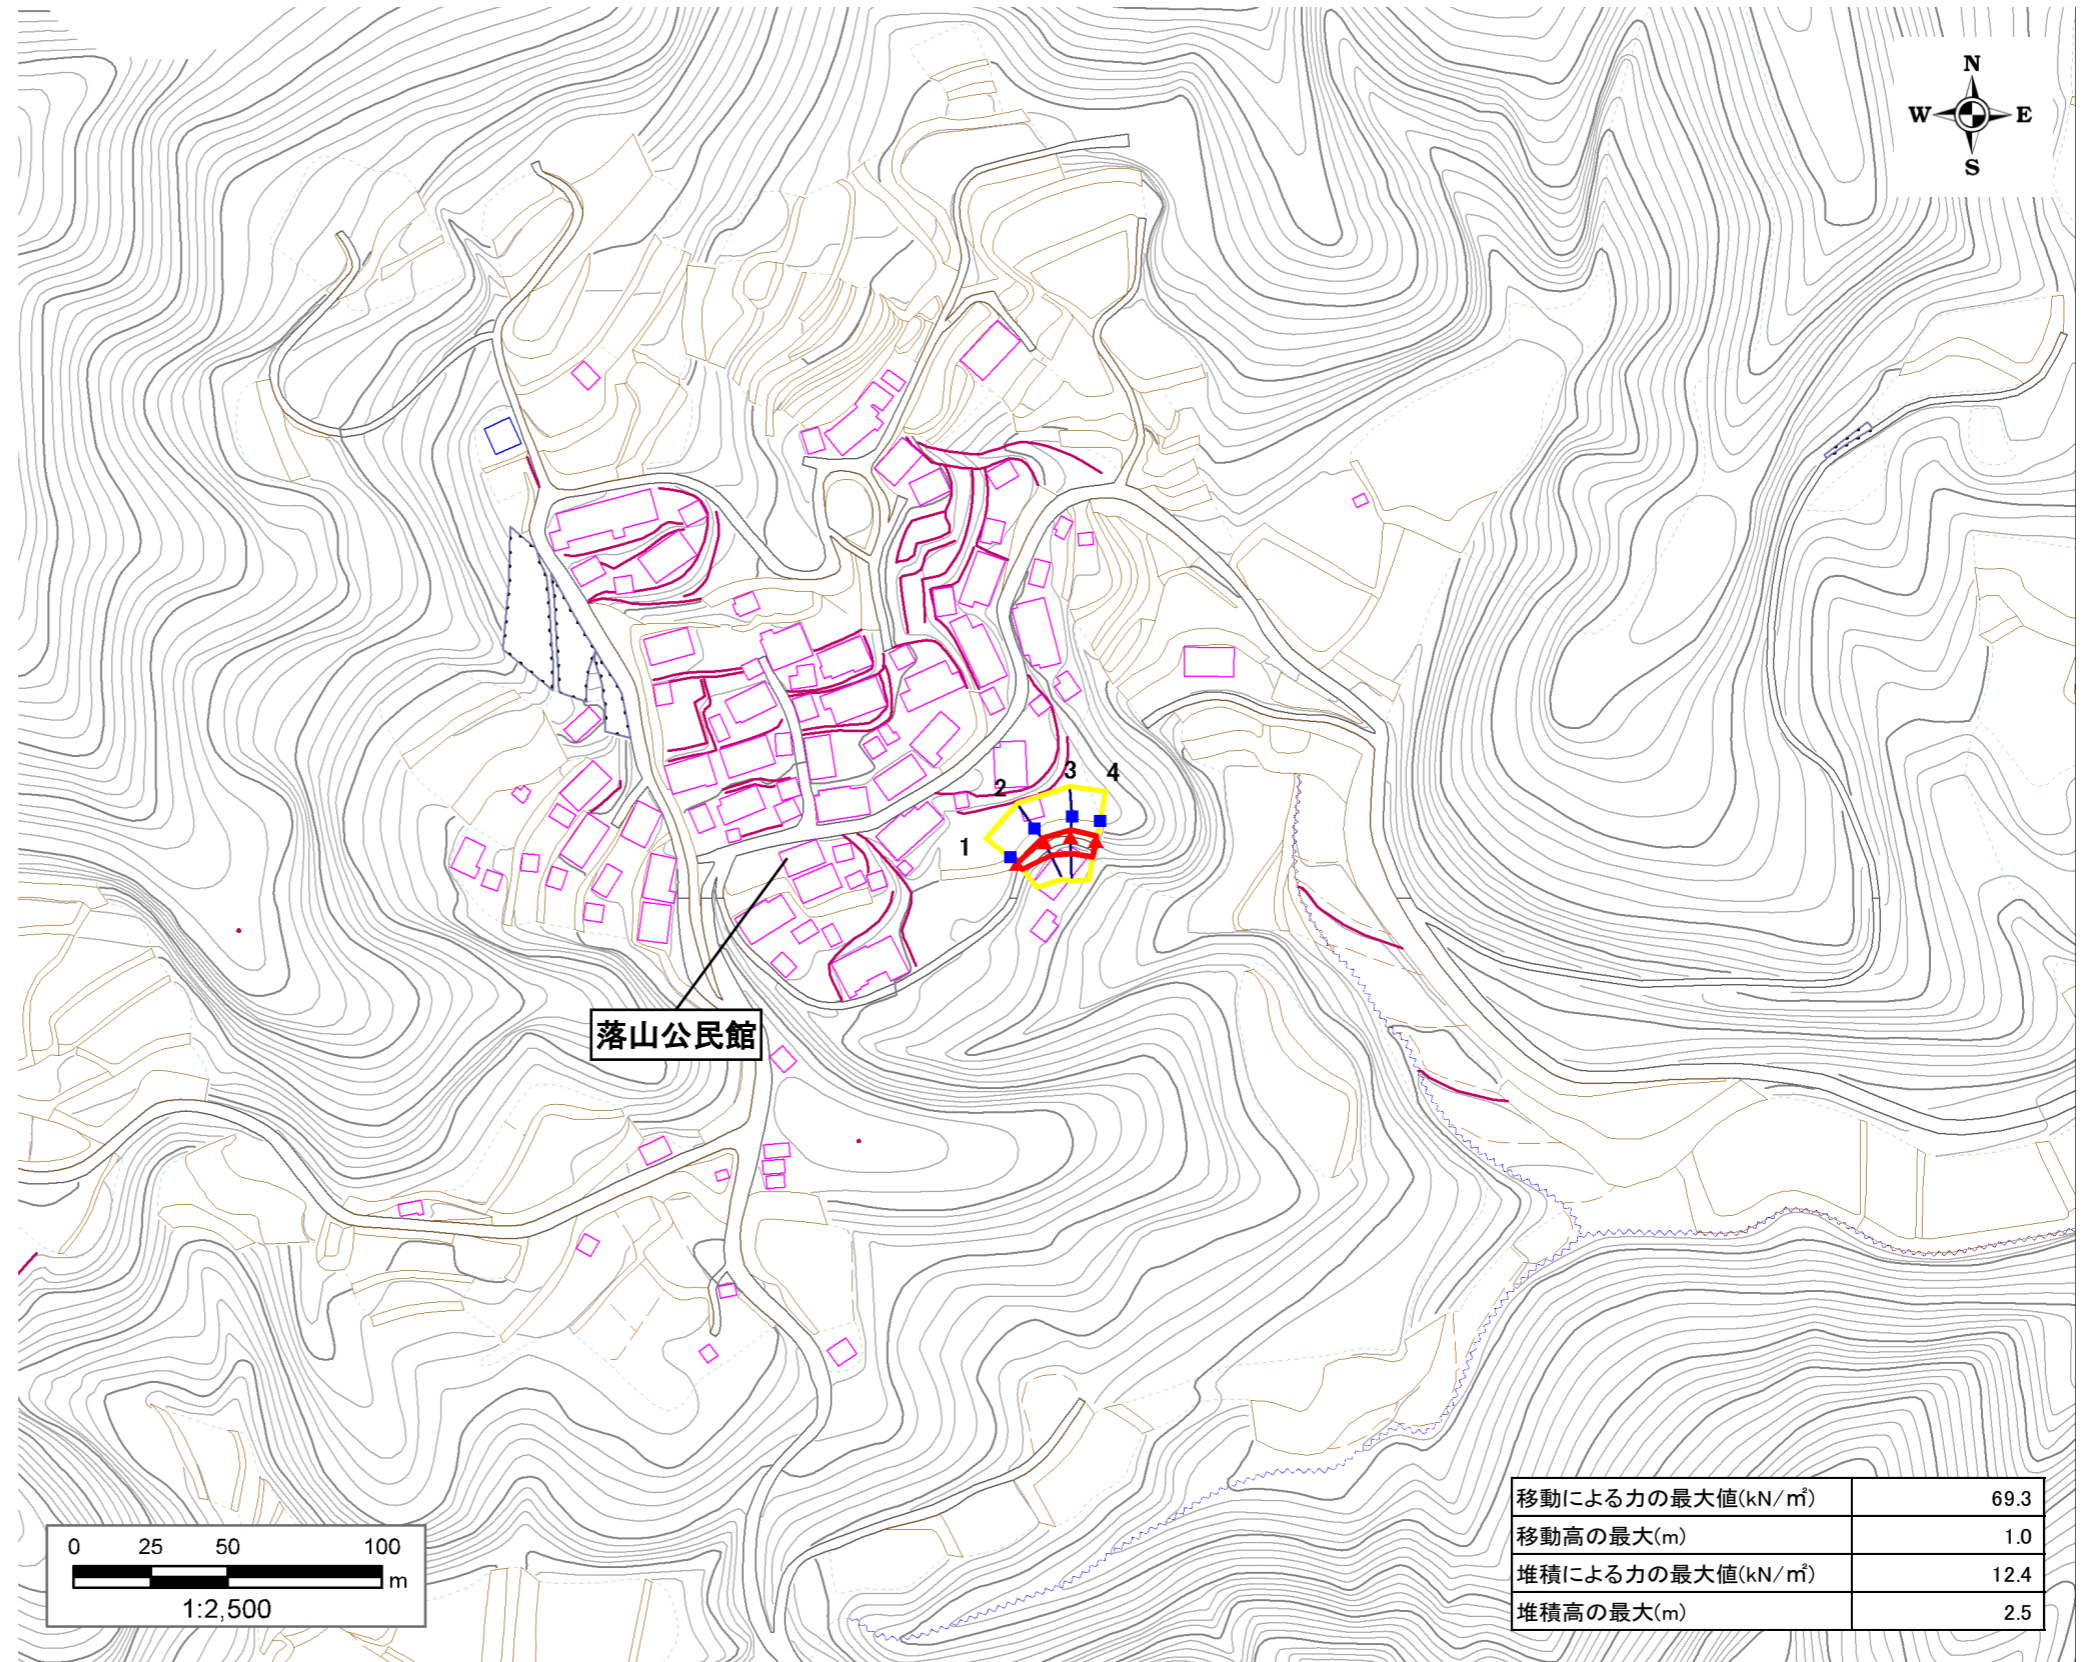 N
W E
S
3 4
2
1
落山公民館
移動による力の最大値(kN/㎡) 69.3
移動高の最大(m) 1.0
堆積による力の最大値(kN/㎡) 12.4
堆積高の最大(m) 2.5
0 25 50 100
m
1:2,500